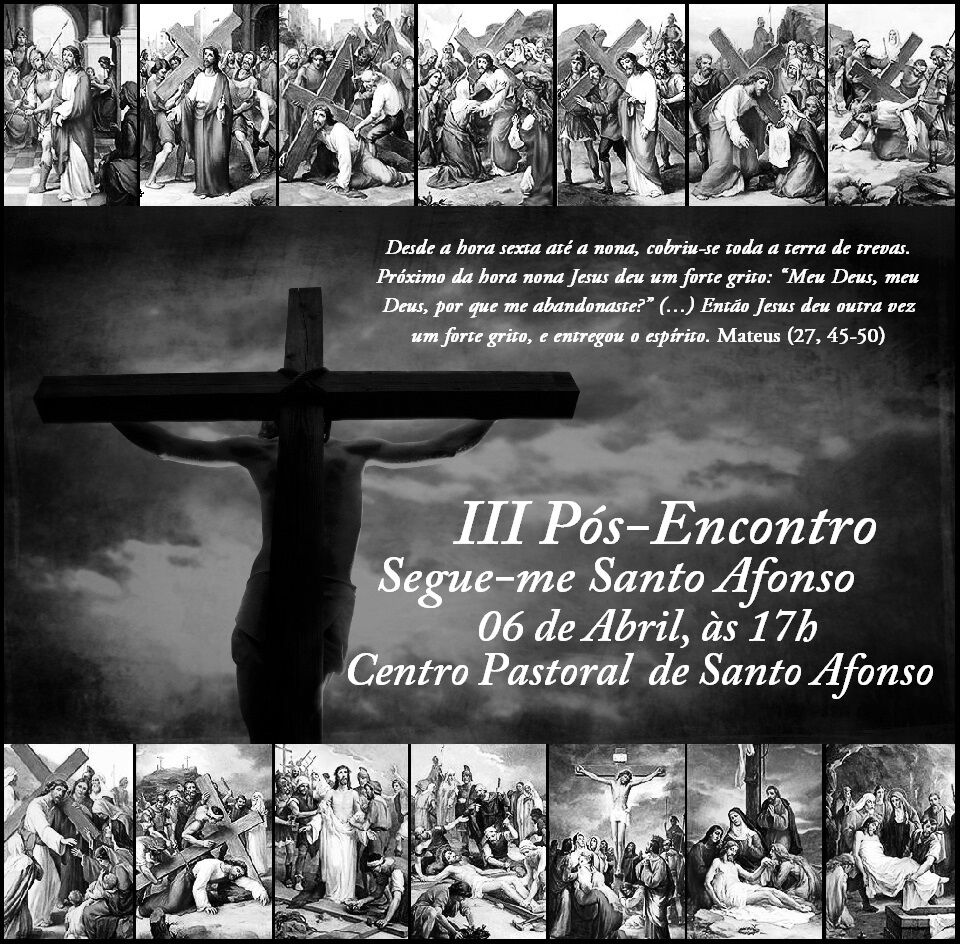 Desde a hora sexta até a nona, cobriu-se toda a terra de trevas.
Próximo da hora nona Jesus deu um forte grito: “Meu Deus, meu
Deus, por que me abandonaste?” (...) Então Jesus deu outra vez
um forte grito, e entregou o espírito. Mateus (27, 45-50)
III Pós-Encontro
Segue-me Santo Afonso
06 de Abril, às 17h
Centro Pastoral de Santo Afonso